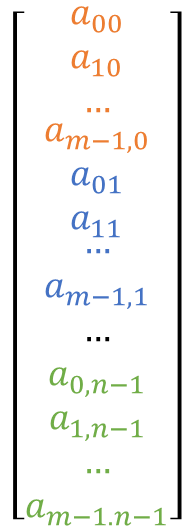 a₀₀
a₁₀
...
aₘ₋₁,₀
a₀₁
a₁₁
...
aₘ₋₁,₁
...
a₀,ₙ₋₁
a₁,ₙ₋₁
...
aₘ₋₁.ₙ₋₁